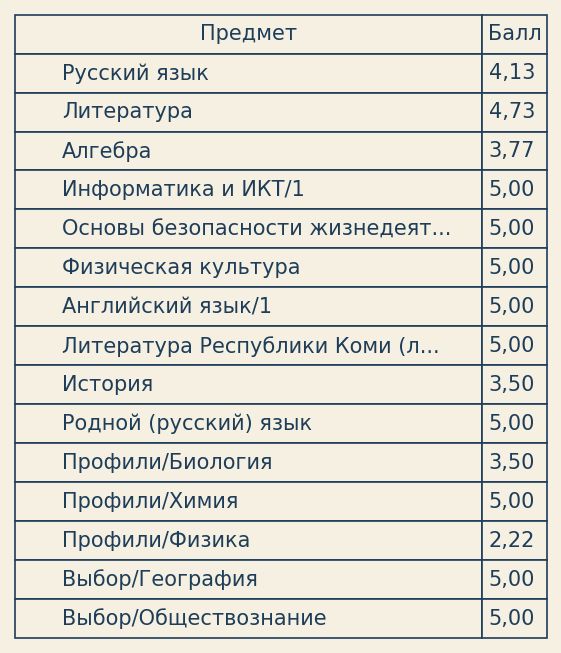 Предмет Балл
Русский язык 4,13
Литература 4,73
Алгебра 3,77
Информатика и ИКТ/1 5,00
Основы безопасности жизнедеят... 5,00
Физическая культура 5,00
Английский язык/1 5,00
Литература Республики Коми (л... 5,00
История 3,50
Родной (русский) язык 5,00
Профили/Биология 3,50
Профили/Химия 5,00
Профили/Физика 2,22
Выбор/География 5,00
Выбор/Обществознание 5,00